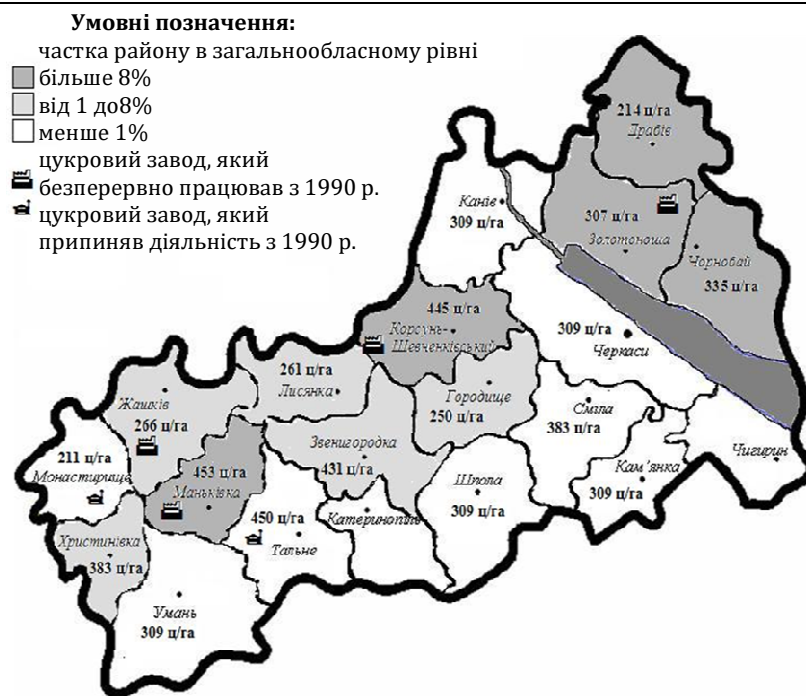 Умовні позначення:
частка району в загальнообласному рівні
більше 8%
від 1 до8%
менше 1%
цукровий завод, який
безперервно працював з 1990 р.
цукровий завод, який
припиняв діяльність з 1990 р.
214 ц/га
Драбів
Канів
309 ц/га
307 ц/га
Золотоноша
Чорнобай
335 ц/га
445 ц/га
Корсунь-
Шевченківський
309 ц/га
Черкаси
261 ц/га
Лисянка
Жашків
266 ц/га
Городище
250 ц/га
Сміла
383 ц/га
Звенигородка
431 ц/га
211 ц/га
Монастирище
453 ц/га
Маньківка
Шпола
309 ц/га
Кам'янка
309 ц/га
Чигирин
450 ц/га
Тальне
Катеринопіль
Христинівка
383 ц/га
Умань
309 ц/га